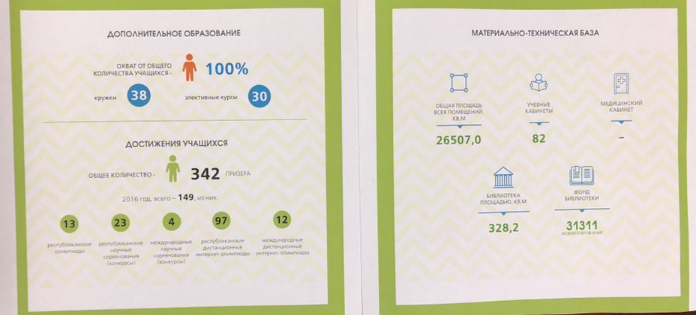 ДОПОЛНИТЕЛЬНОЕ ОБРАЗОВАНИЕ
ОХВАТ ОТ ОБЩЕГО
КОЛИЧЕСТВА УЧАЩИХСЯ -
100%
кружки
38
элективные курсы
30
ДОСТИЖЕНИЯ УЧАЩИХСЯ
ОБЩЕЕ КОЛИЧЕСТВО -
342
ПРИЗЕРА
2016 год, всего – 149, из них:
13
республиканские
олимпиады
23
республиканские
научные
соревнования
(конкурсы)
4
международные
научные
соревнования
(конкурсы)
97
республиканские
дистанционные
интернет-олимпиады
12
международные
дистанционные
интернет-олимпиады
МАТЕРИАЛЬНО-ТЕХНИЧЕСКАЯ БАЗА
ОБЩАЯ ПЛОЩАДЬ
ВСЕХ ПОМЕЩЕНИЙ,
КВ.М
26507,0
УЧЕБНЫЕ
КАБИНЕТЫ
82
МЕДИЦИНСКИЙ
КАБИНЕТ
–
БИБЛИОТЕКА
ПЛОЩАДЬЮ, КВ.М
328,2
ФОНД
БИБЛИОТЕКИ
31311